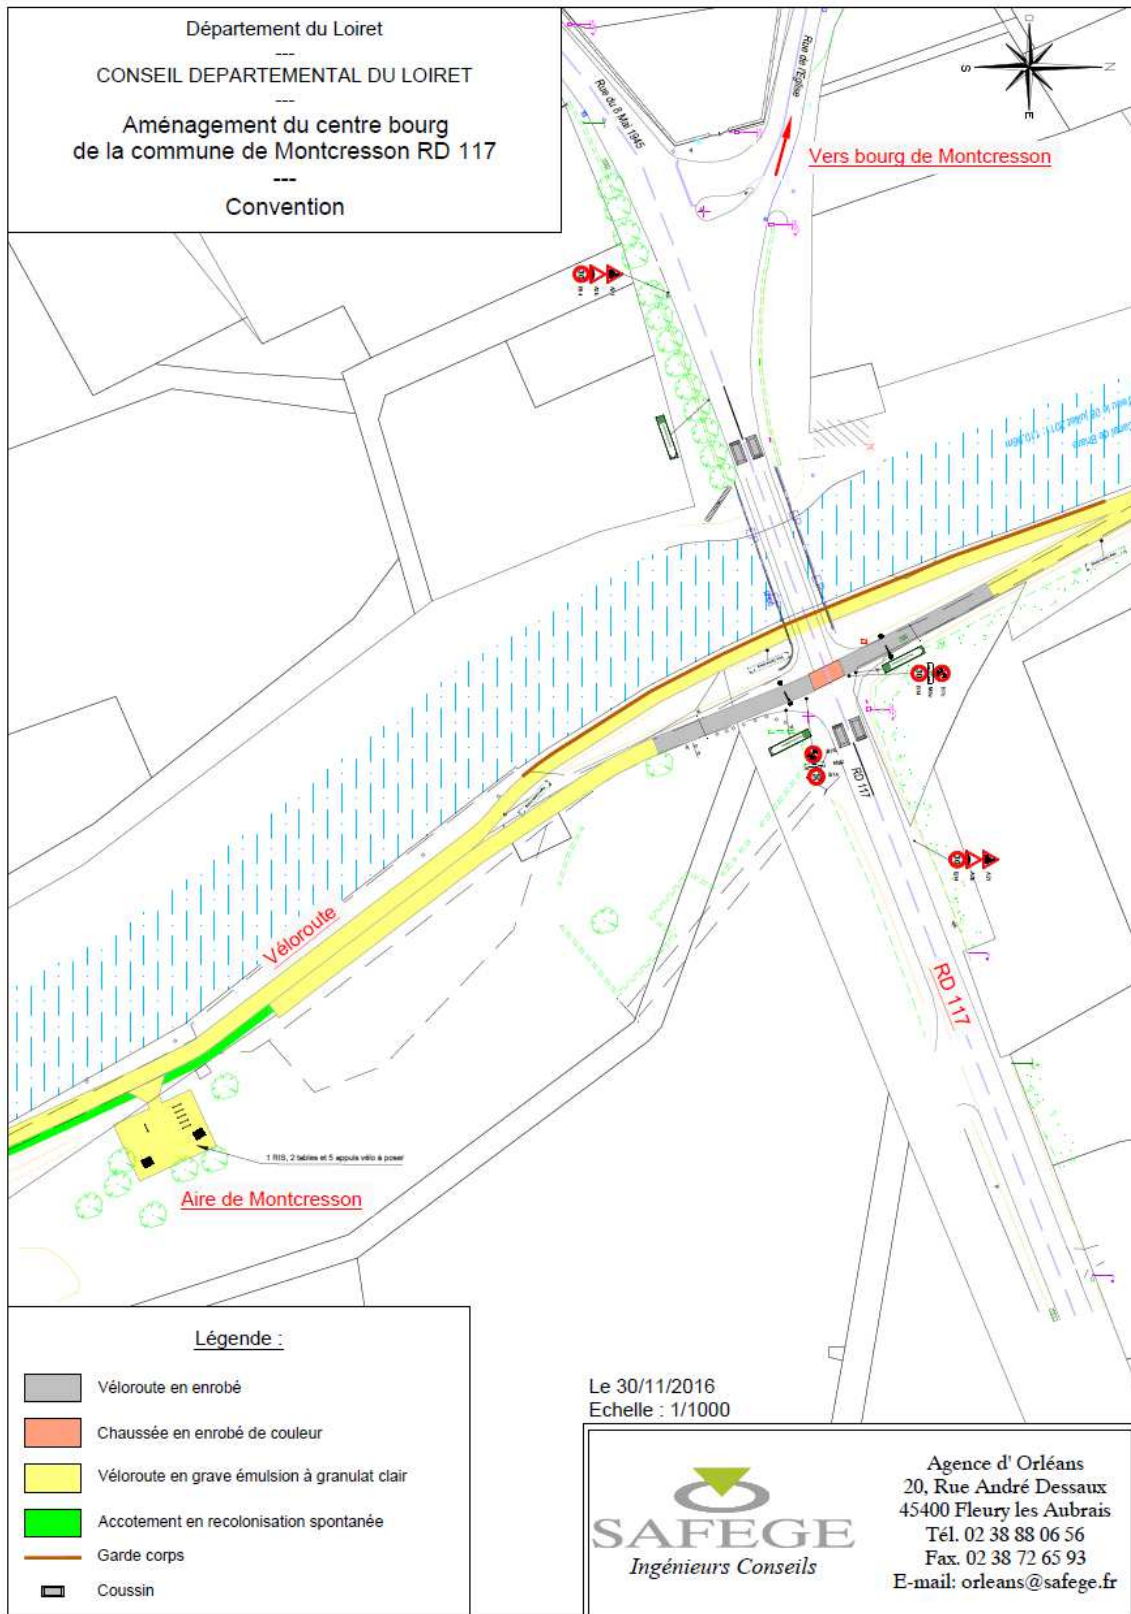 Département du Loiret
---
CONSEIL DEPARTEMENTAL DU LOIRET
---
Aménagement du centre bourg
de la commune de Montcresson RD 117
---
Convention
O
S
N
E
Rue du 8 Mai 1945
Rue de l'Eglise
Vers bourg de Montcresson
Canal de Briare
RD 117
Véloroute
RD 117
1 RIS, 2 tables et 5 appuis vélo à poser
Aire de Montcresson
Légende :
Véloroute en enrobé
Chaussée en enrobé de couleur
Véloroute en grave émulsion à granulat clair
Accotement en recolonisation spontanée
Garde corps
Coussin
Le 30/11/2016
Echelle : 1/1000
SAFEGE
Ingénieurs Conseils
Agence d' Orléans
20, Rue André Dessaux
45400 Fleury les Aubrais
Tél. 02 38 88 06 56
Fax. 02 38 72 65 93
E-mail: orleans@safege.fr